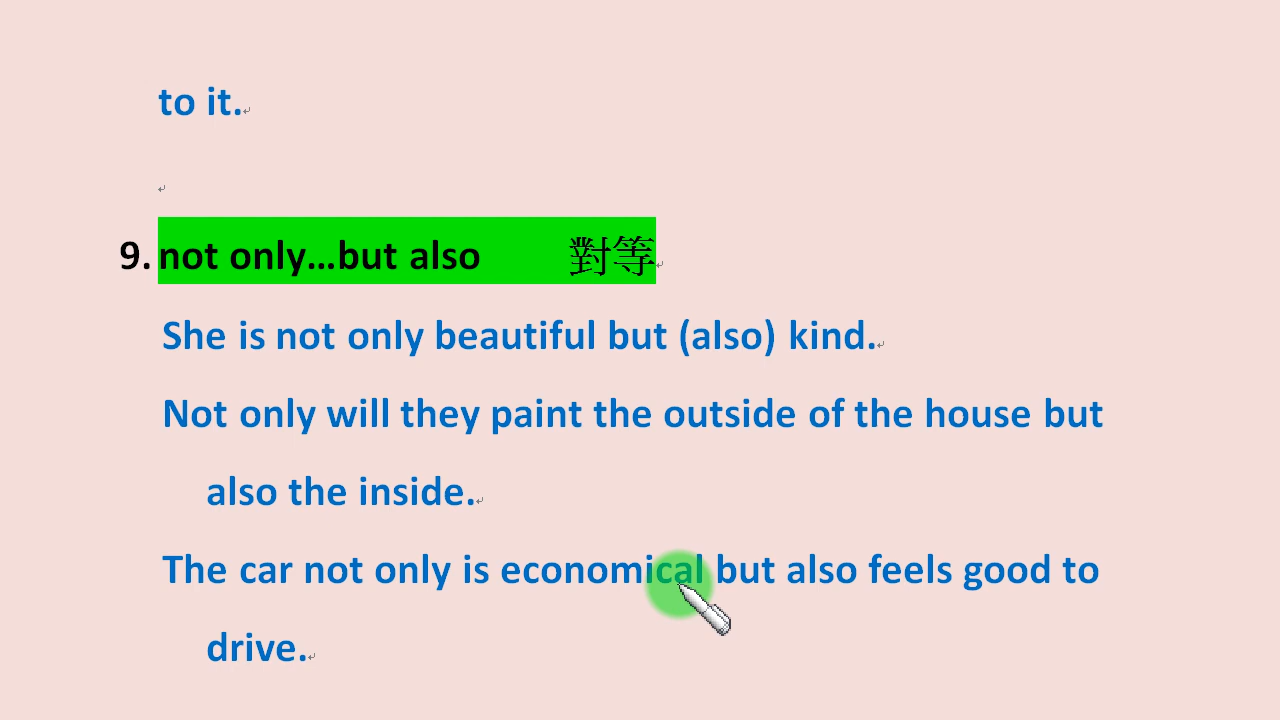 to it.
9. not only…but also 對等
She is not only beautiful but (also) kind.
Not only will they paint the outside of the house but
also the inside.
The car not only is economical but also feels good to
drive.